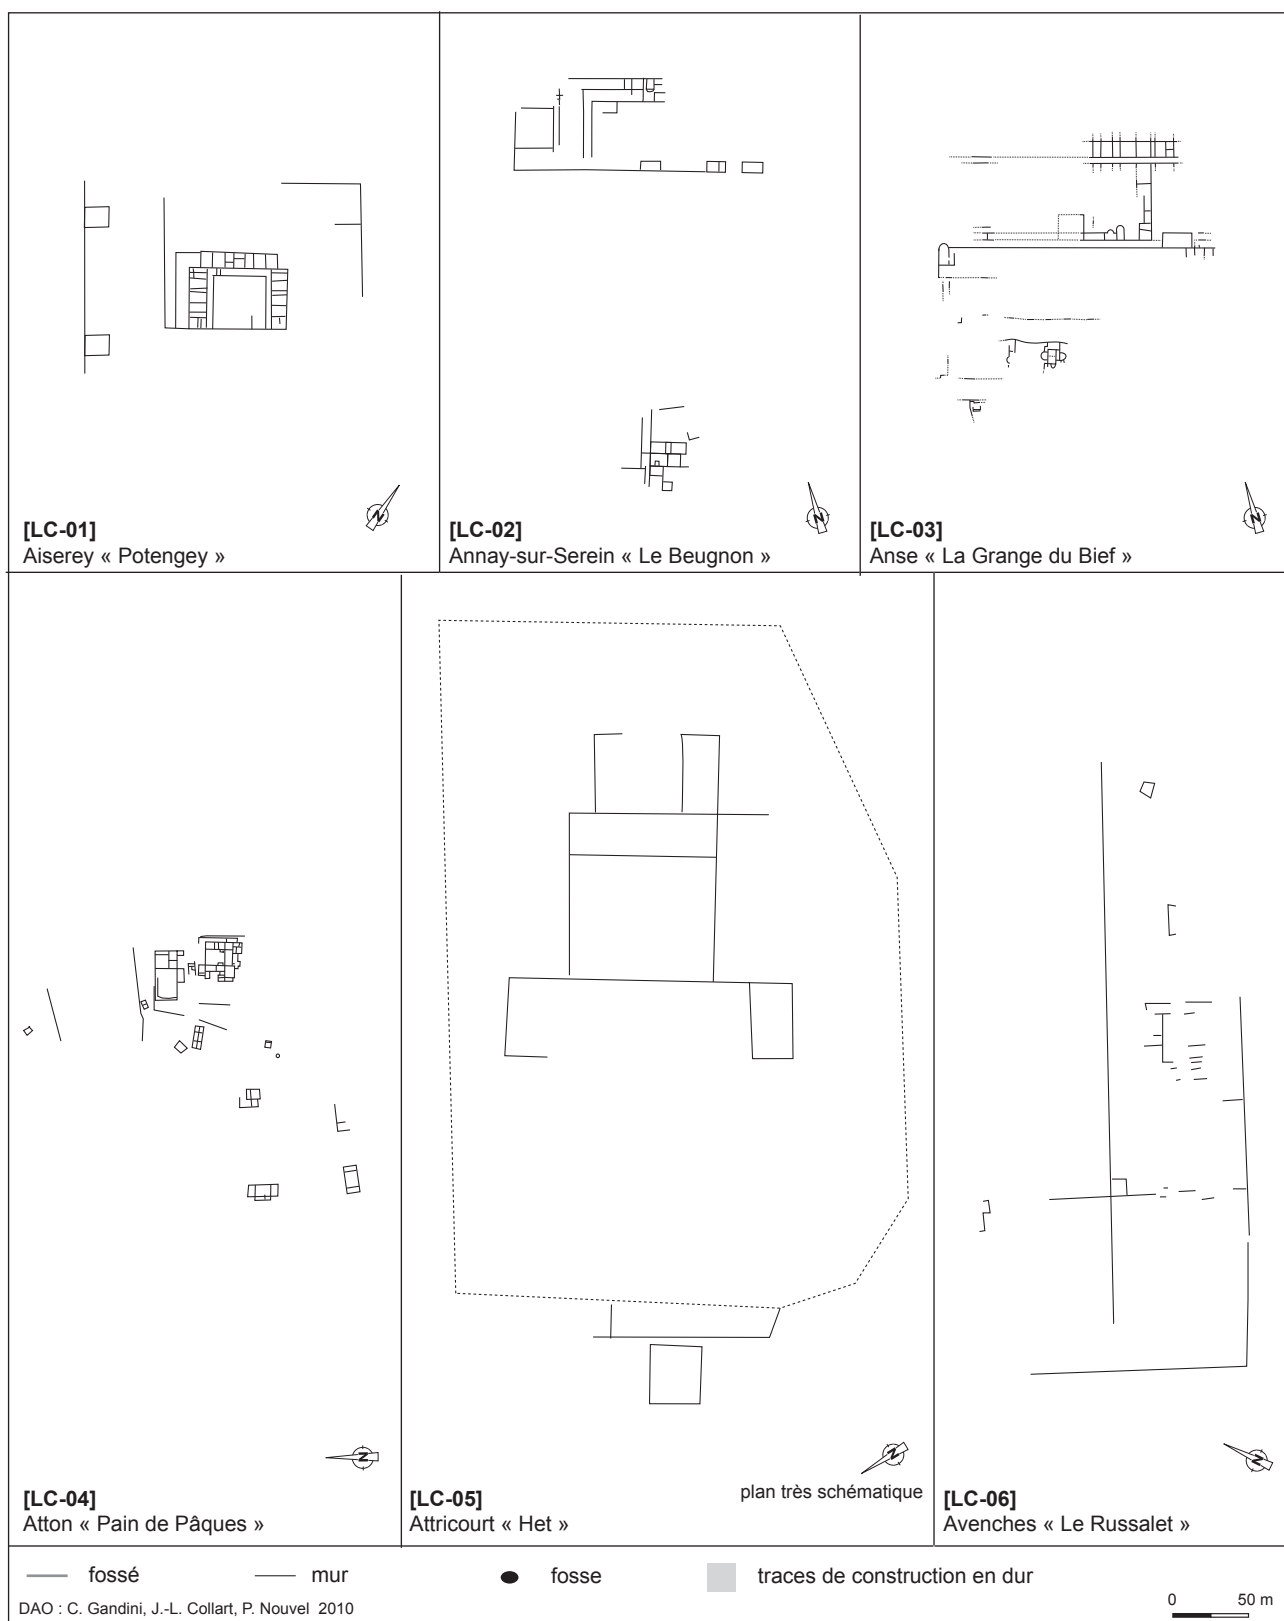 N
[LC-01]
Aiserey « Potengey »
N
[LC-02]
Annay-sur-Serein « Le Beugnon »
N
[LC-03]
Anse « La Grange du Bief »
N
[LC-04]
Atton « Pain de Pâques »
N
plan très schématique
[LC-05]
Attricourt « Het »
N
[LC-06]
Avenches « Le Russalet »
fossé mur fosse traces de construction en dur
DAO : C. Gandini, J.-L. Collart, P. Nouvel 2010
0 50 m